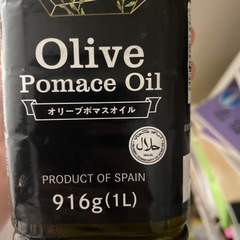 Olive
Pomace Oil
オリーブポマスオイル
حلال
HALAL
PRODUCT OF SPAIN
916g(1L)